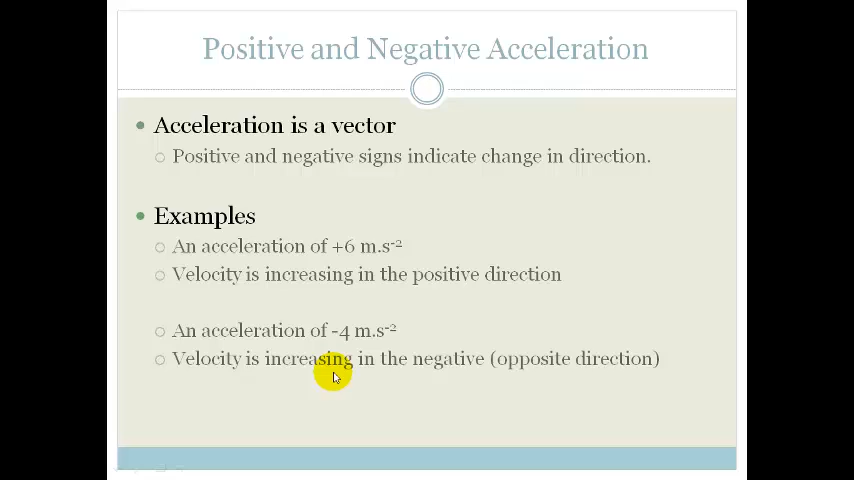 Positive and Negative Acceleration
Acceleration is a vector
Positive and negative signs indicate change in direction.
Examples
An acceleration of +6 m.s⁻²
Velocity is increasing in the positive direction
An acceleration of -4 m.s⁻²
Velocity is increasing in the negative (opposite direction)